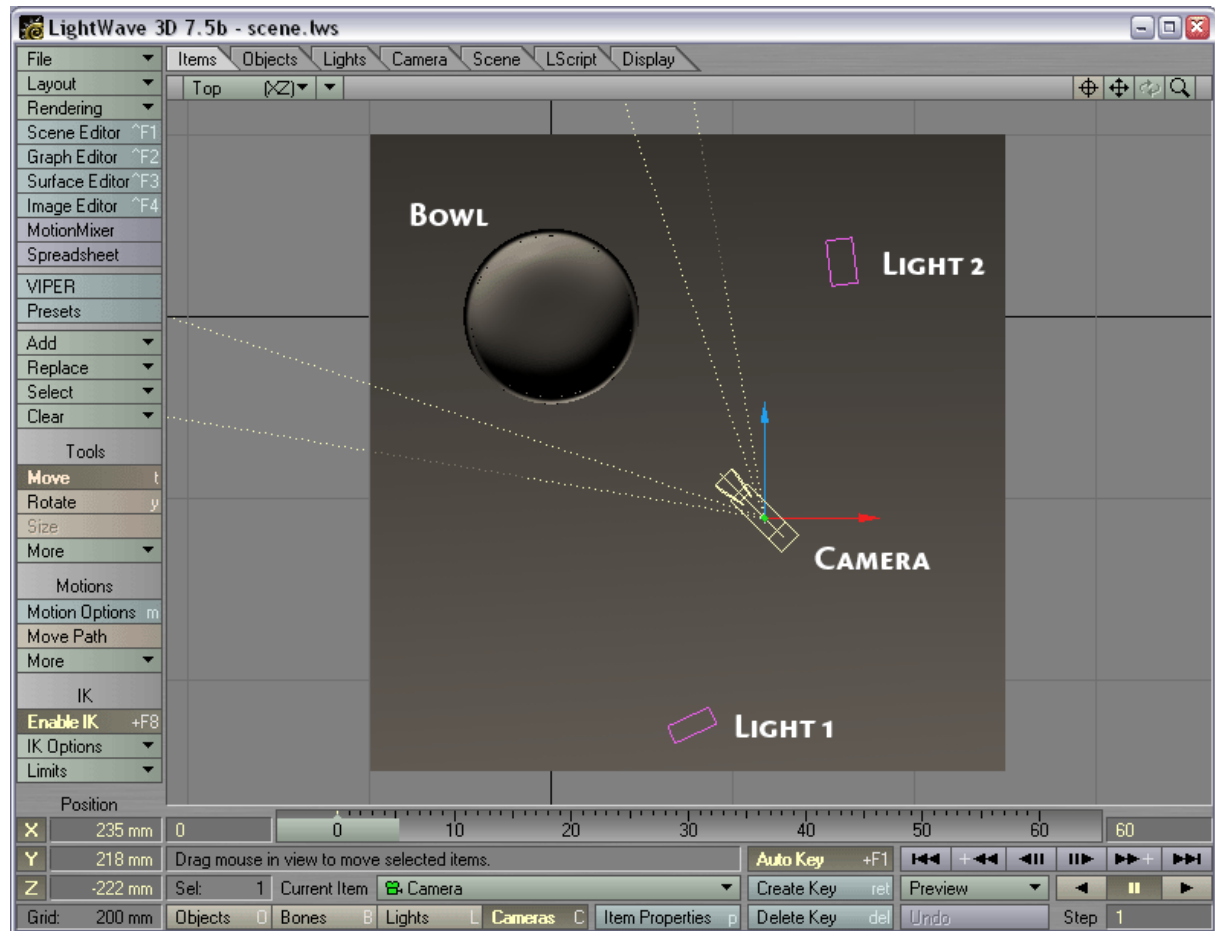 LightWave 3D 7.5b - scene.lws
File
Layout
Rendering
Scene Editor ^F1
Graph Editor ^F2
Surface Editor ^F3
Image Editor ^F4
MotionMixer
Spreadsheet
VIPER
Presets
Add
Replace
Select
Clear
Tools
Move t
Rotate y
Size
More
Motions
Motion Options m
Move Path
More
IK
Enable IK +F8
IK Options
Limits
Position
X 235 mm
Y 218 mm
Z -222 mm
Grid: 200 mm
Items Objects Lights Camera Scene LScript Display
Top (XZ)
BOWL
LIGHT 2
CAMERA
LIGHT 1
0 0 10 20 30 40 50 60 60
Drag mouse in view to move selected items. Auto Key +F1
Sel: 1 Current Item Camera Create Key ret Preview
Objects O Bones B Lights L Cameras C Item Properties p Delete Key del Undo Step 1